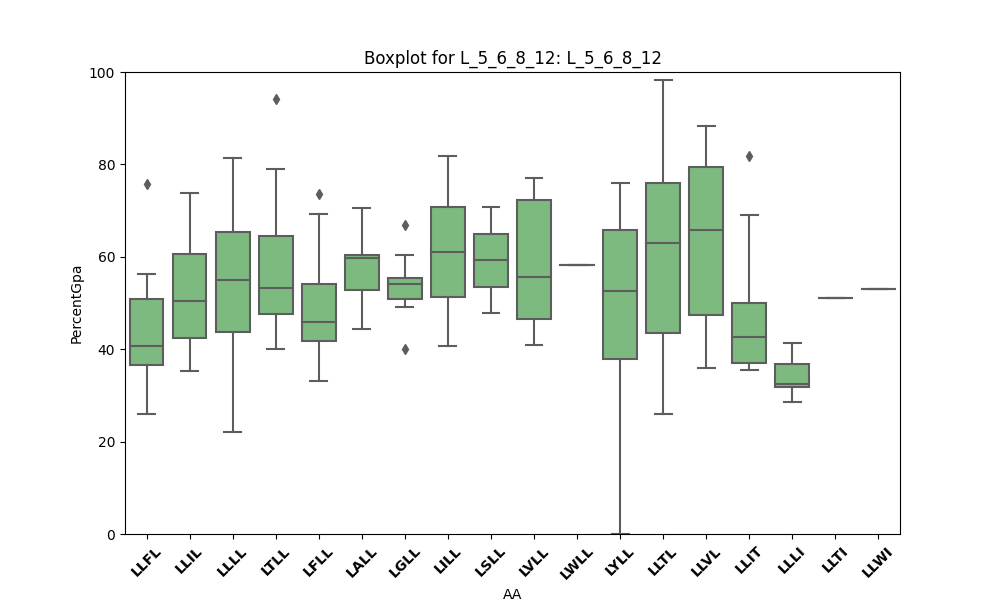 Boxplot for L_5_6_8_12: L_5_6_8_12
PercentGpa
100
80
60
40
20
0
LLFL LLIL LLLL LTLL LFLL LALL LGLL LILL LSLL LVLL LWLL LYLL LLTL LLVL LLIT LLLI LLTI LLWI
AA